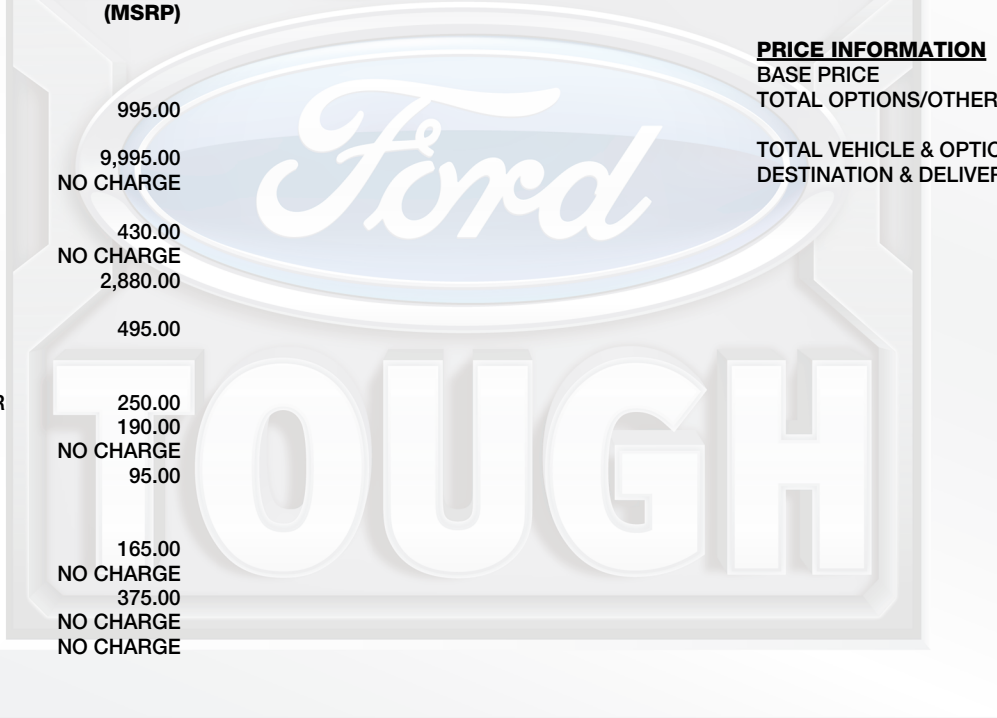 (MSRP)
995.00
9,995.00
NO CHARGE
430.00
NO CHARGE
2,880.00
495.00
R 250.00
190.00
NO CHARGE
95.00
165.00
NO CHARGE
375.00
NO CHARGE
NO CHARGE
PRICE INFORMATION
BASE PRICE
TOTAL OPTIONS/OTHER
TOTAL VEHICLE & OPTIO
DESTINATION & DELIVER
Ford
TOUGH